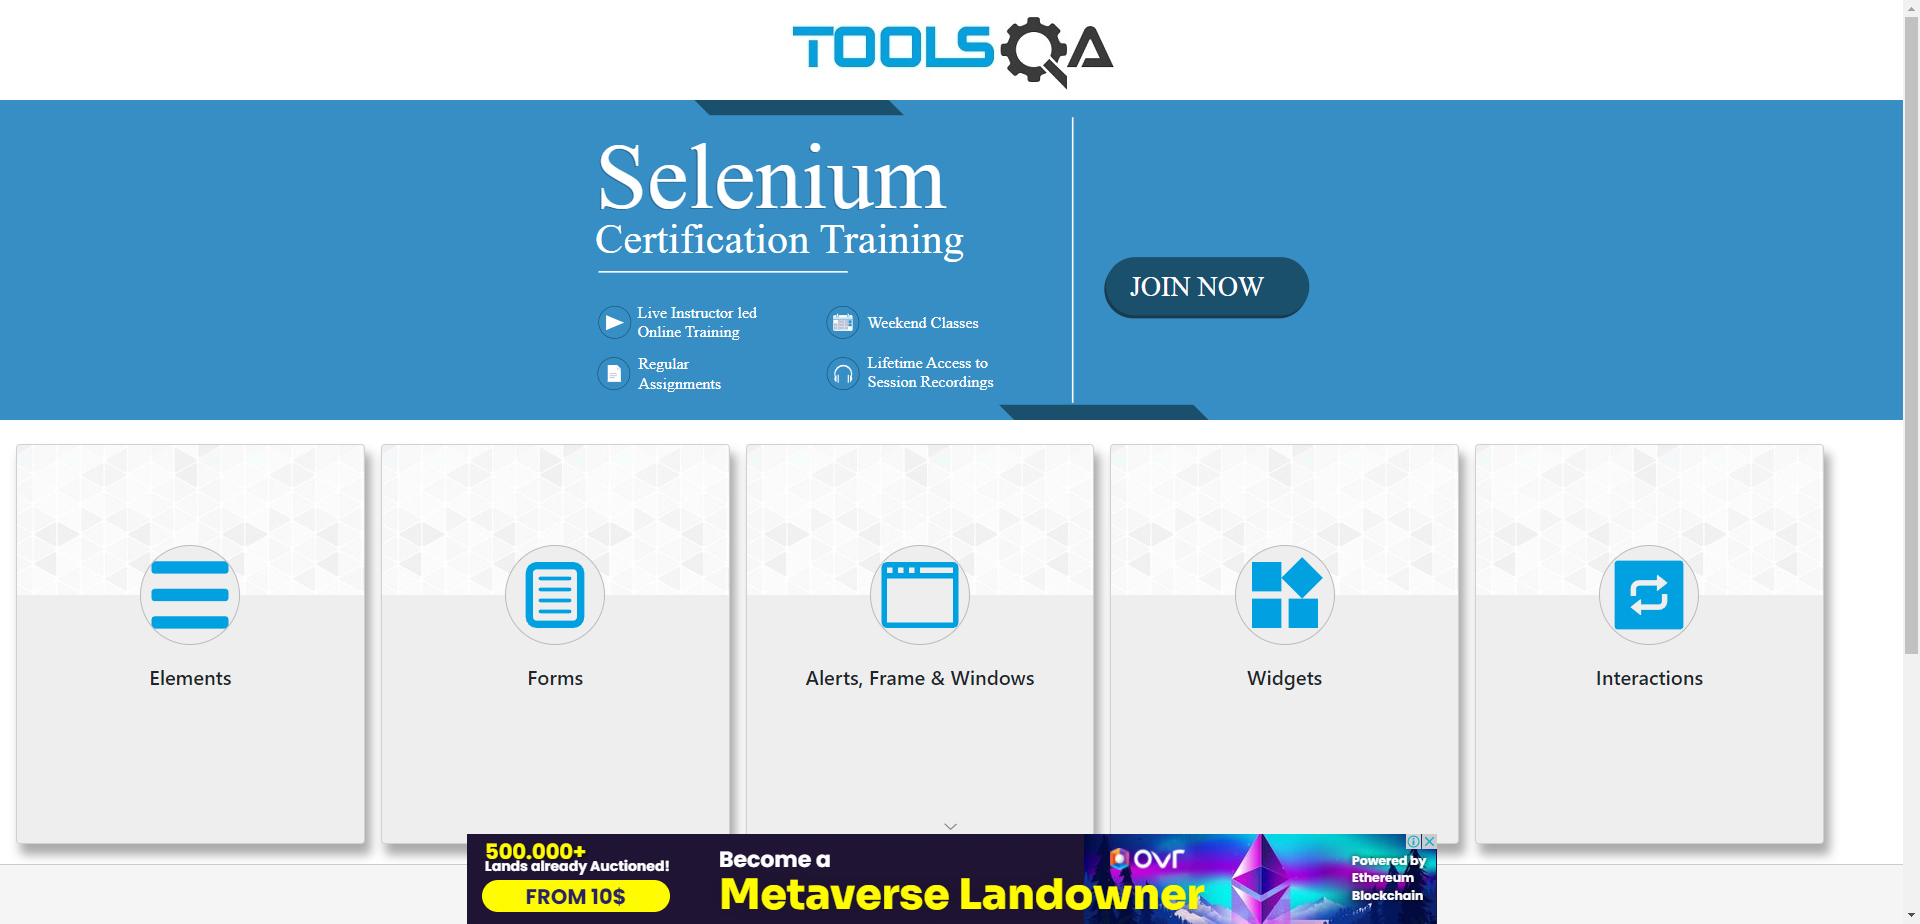 TOOLSQA
Selenium
Certification Training
Live Instructor led
Online Training
Weekend Classes
Regular
Assignments
Lifetime Access to
Session Recordings
JOIN NOW
Elements
Forms
Alerts, Frame & Windows
Widgets
Interactions
500.000+
Lands already Auctioned!
FROM 10$
Become a
Metaverse Landowner
ovr
Powered by
Ethereum
Blockchain